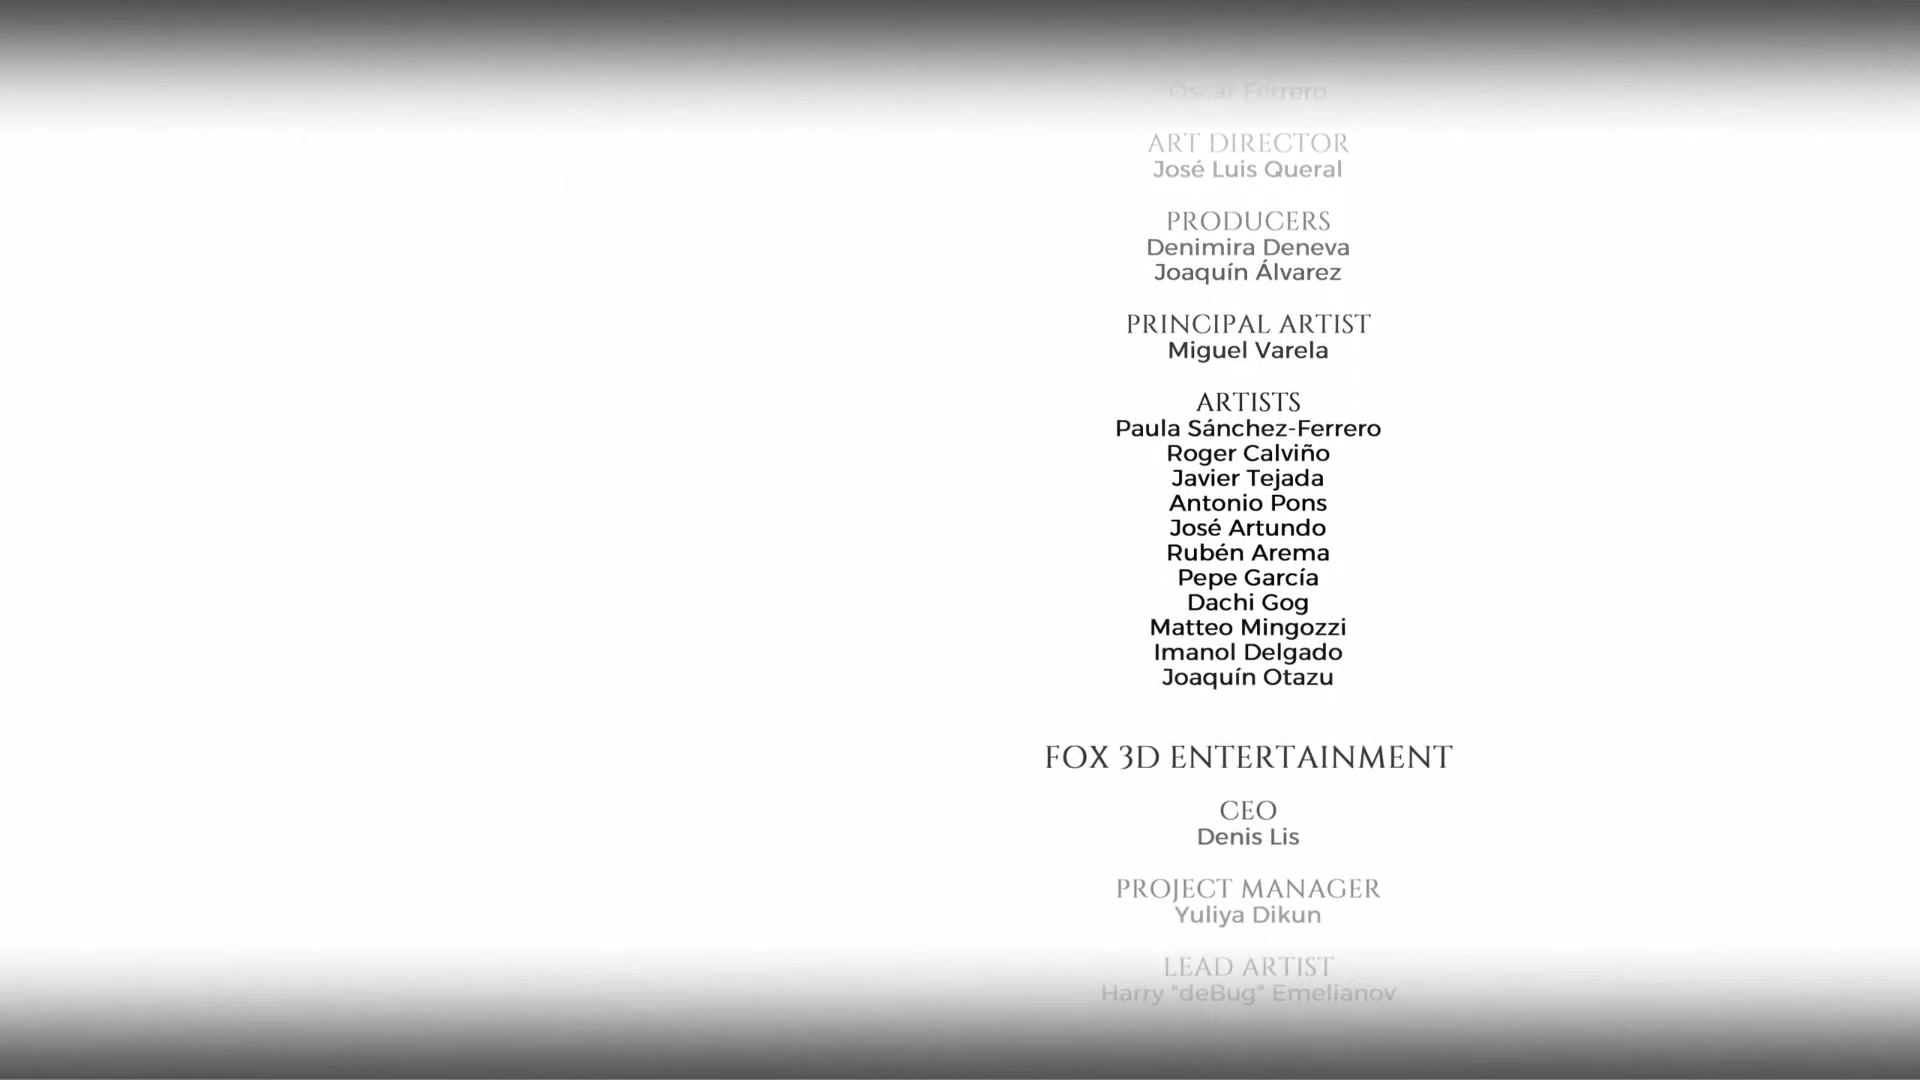 Oscar Ferrero
ART DIRECTOR
José Luis Queral
PRODUCERS
Denimira Deneva
Joaquín Álvarez
PRINCIPAL ARTIST
Miguel Varela
ARTISTS
Paula Sánchez-Ferrero
Roger Calviño
Javier Tejada
Antonio Pons
José Artundo
Rubén Arema
Pepe García
Dachi Gog
Matteo Mingozzi
Imanol Delgado
Joaquín Otazu
FOX 3D ENTERTAINMENT
CEO
Denis Lis
PROJECT MANAGER
Yuliya Dikun
LEAD ARTIST
Harry "deBug" Emelianov